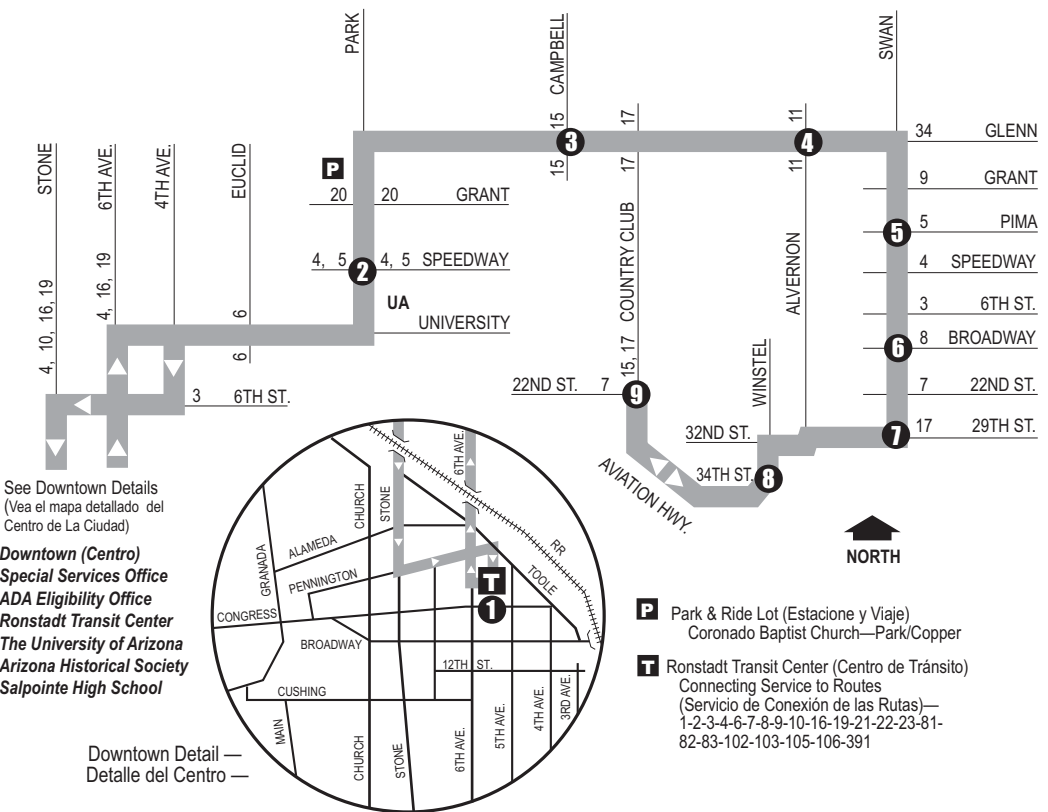 PARK
CAMPBELL
SWAN
15
17
11
3
4
34 GLENN
15
17
11
STONE
6TH AVE.
4TH AVE.
EUCLID
P
20 20 GRANT
9 GRANT
COUNTRY CLUB
ALVERNON
5
5 PIMA
4, 5 2 4, 5 SPEEDWAY
4 SPEEDWAY
UA
UNIVERSITY
4, 10, 16, 19
4, 16, 19
6
6
3 6TH ST.
15, 17
WINSTEL
6
8 BROADWAY
3 6TH ST.
22ND ST. 7 9
7 22ND ST.
32ND ST.
7
17 29TH ST.
34TH ST. 8
AVIATION HWY.
NORTH
See Downtown Details
(Vea el mapa detallado del
Centro de La Ciudad)
Downtown (Centro)
Special Services Office
ADA Eligibility Office
Ronstadt Transit Center
The University of Arizona
Arizona Historical Society
Salpointe High School
6TH AVE.
CHURCH
STONE
RR
GRANADA
ALAMEDA
TOOLE
PENNINGTON
T
1
CONGRESS
BROADWAY
12TH ST.
CUSHING
MAIN
CHURCH
STONE
6TH AVE.
5TH AVE.
4TH AVE.
3RD AVE.
Downtown Detail —
Detalle del Centro —
P Park & Ride Lot (Estacione y Viaje)
Coronado Baptist Church—Park/Copper
T Ronstadt Transit Center (Centro de Tránsito)
Connecting Service to Routes
(Servicio de Conexión de las Rutas)—
1-2-3-4-6-7-8-9-10-16-19-21-22-23-81-
82-83-102-103-105-106-391